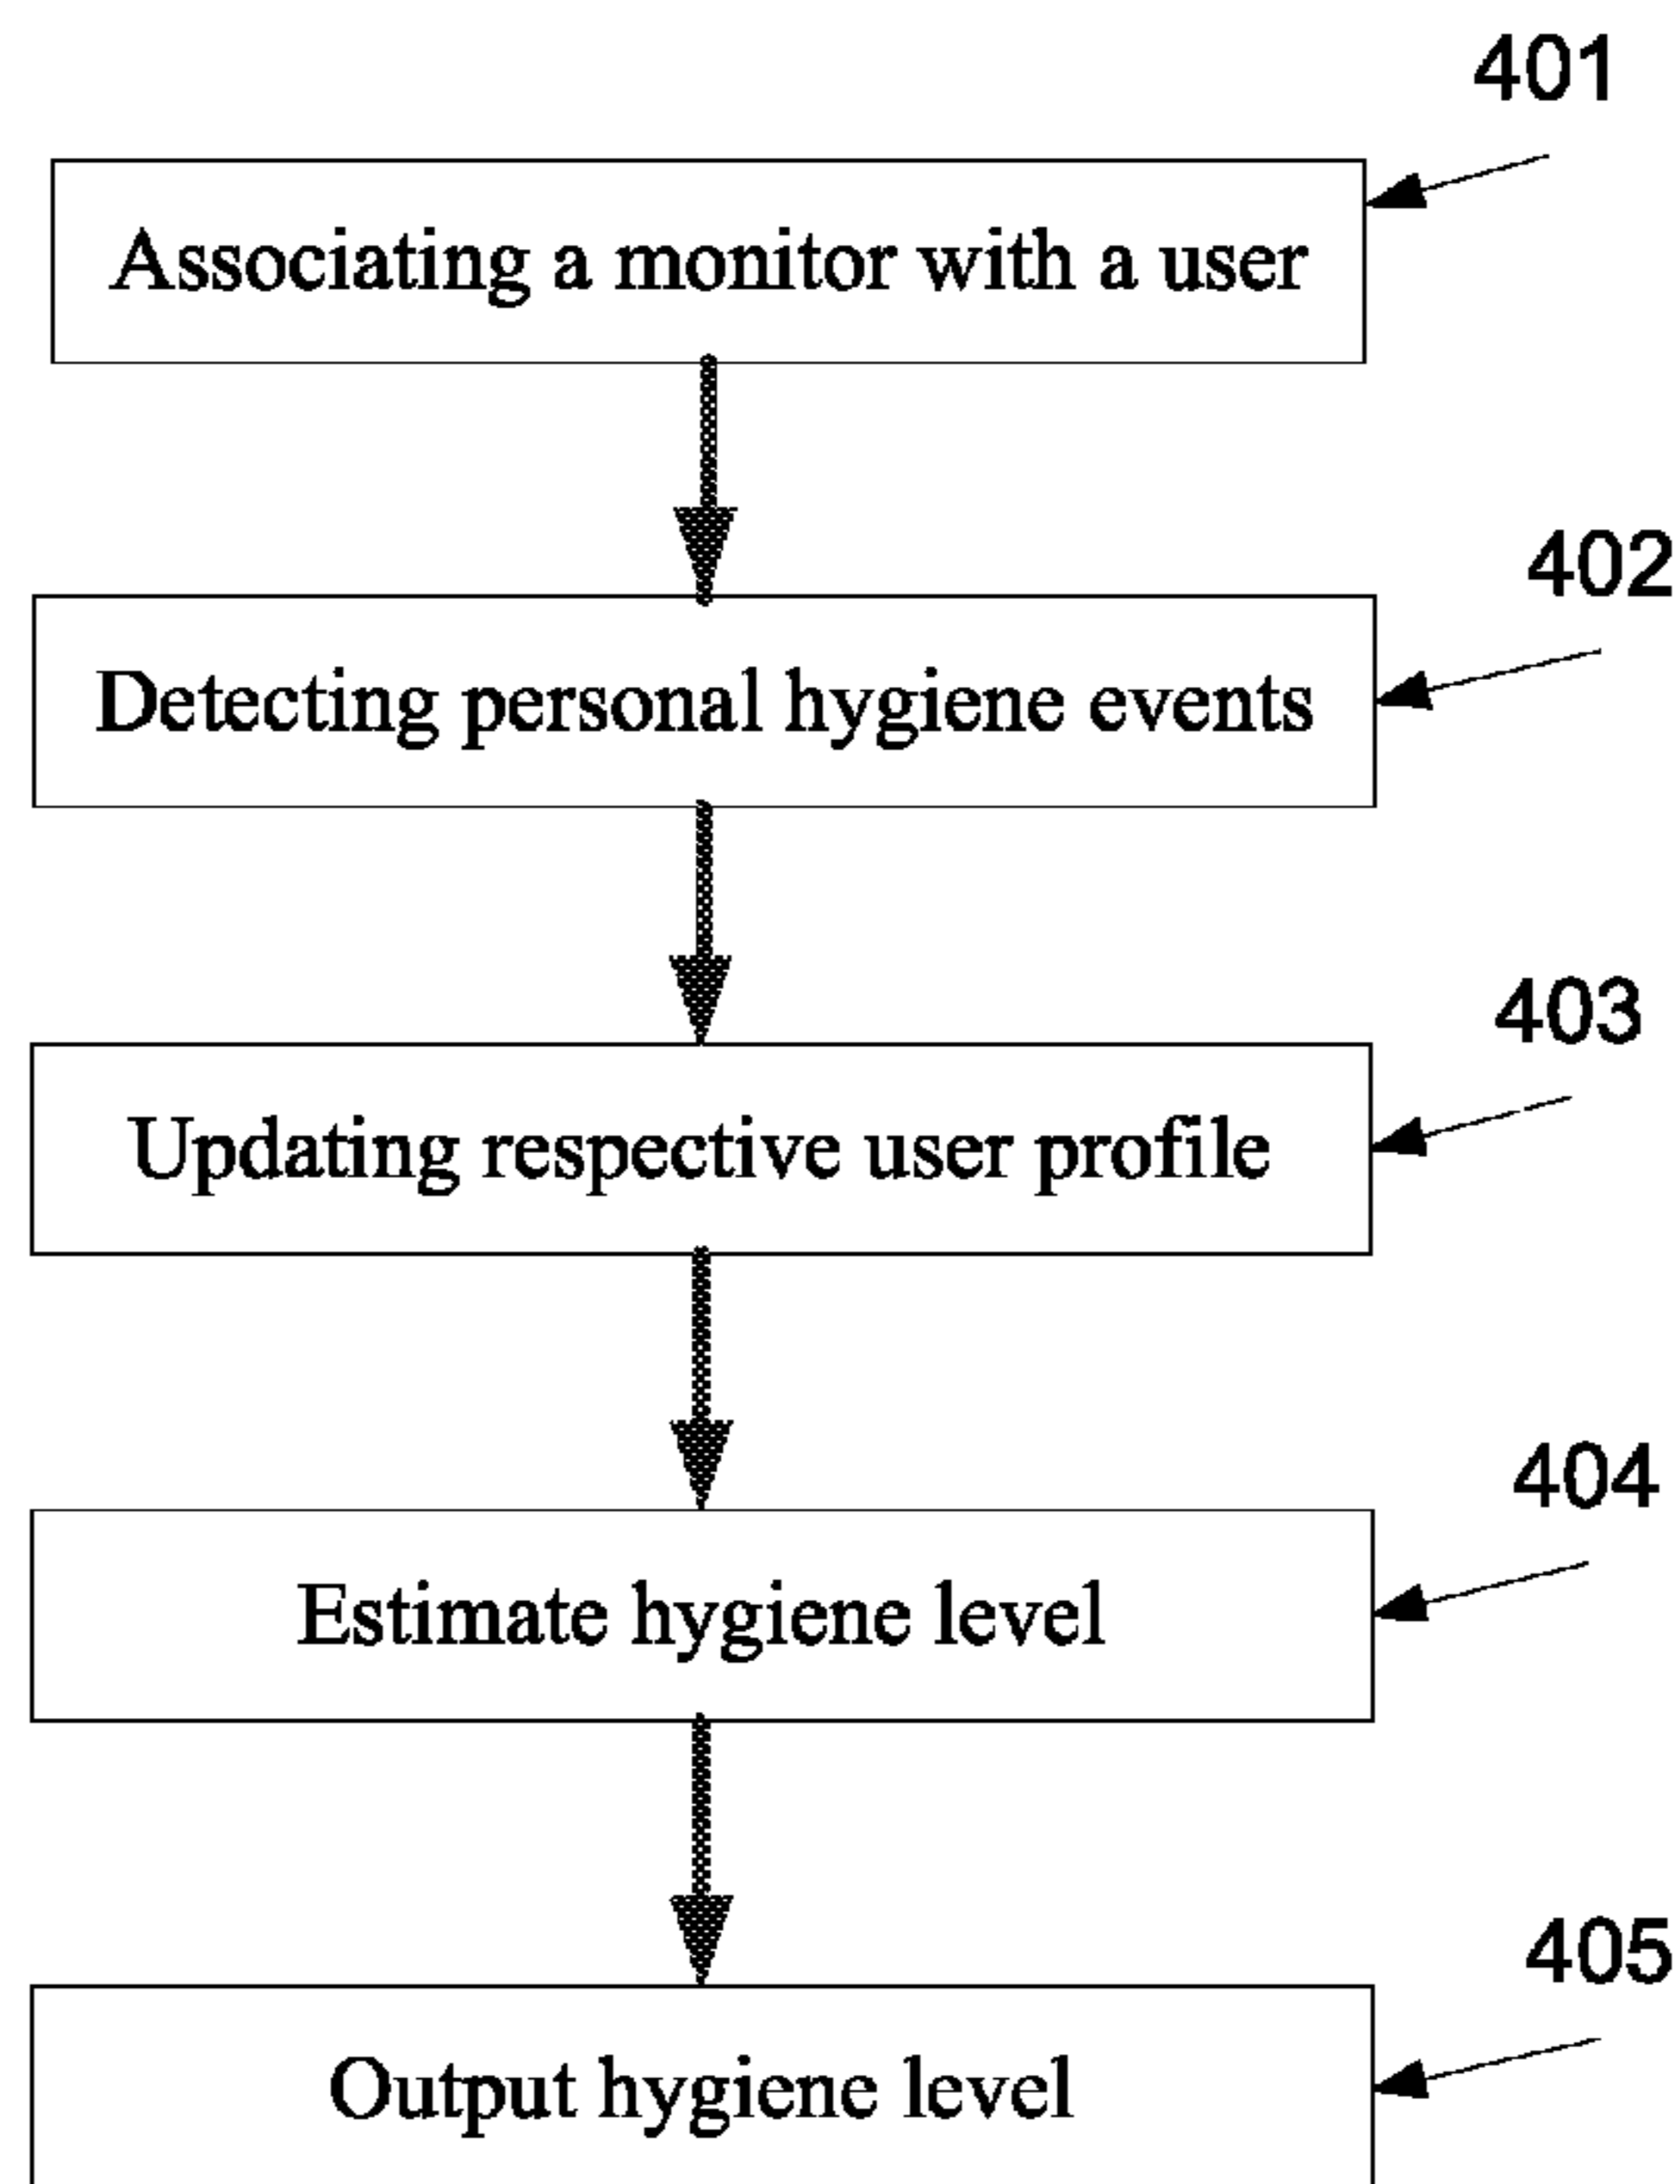 401
Associating a monitor with a user
402
Detecting personal hygiene events
403
Updating respective user profile
404
Estimate hygiene level
405
Output hygiene level